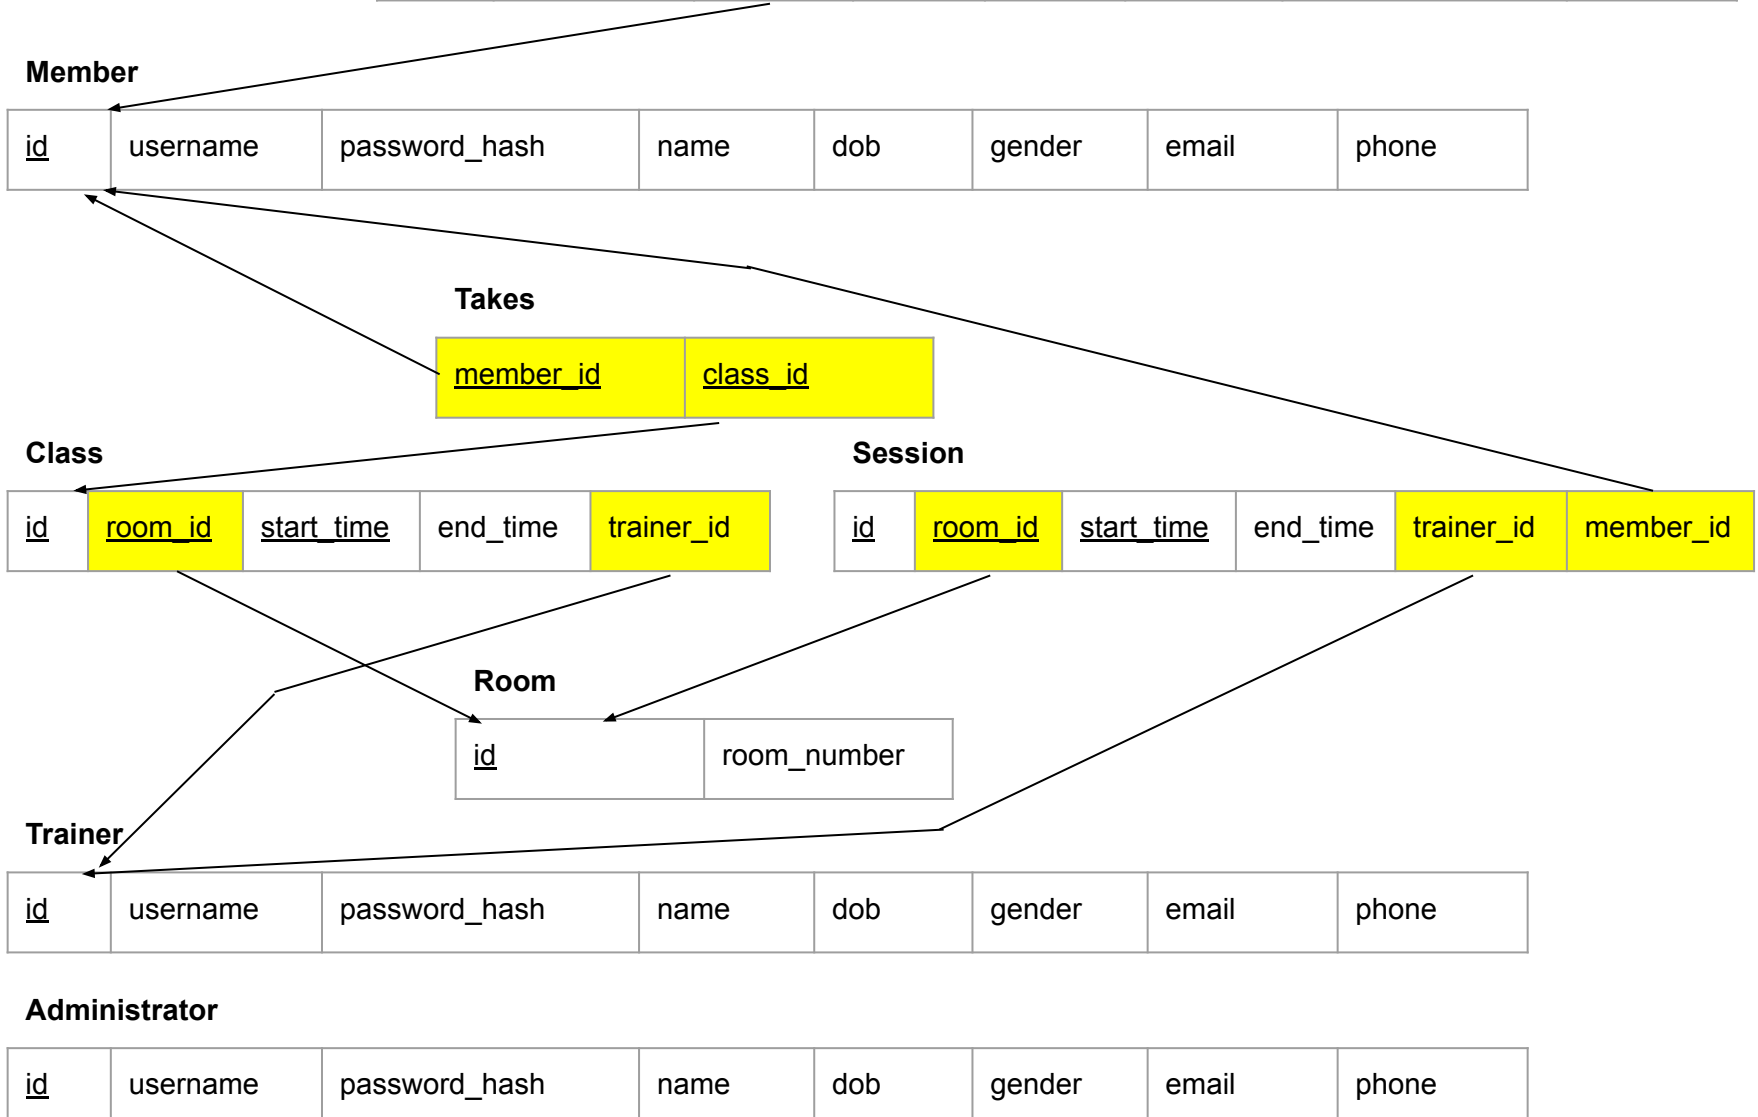 Member
id username password_hash name dob gender email phone
Takes
member_id class_id
Class Session
id room_id start_time end_time trainer_id id room_id start_time end_time trainer_id member_id
Room
id room_number
Trainer
id username password_hash name dob gender email phone
Administrator
id username password_hash name dob gender email phone